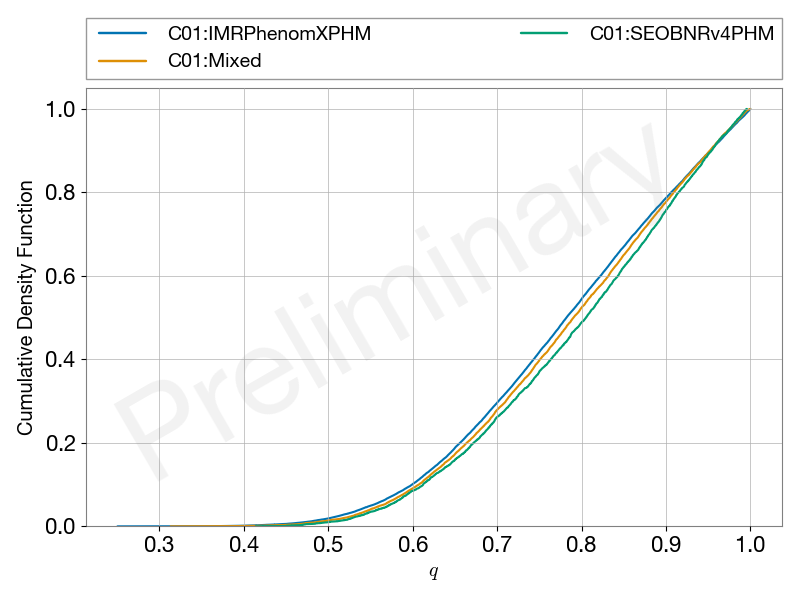 C01:IMRPhenomXPHM
C01:SEOBNRv4PHM
C01:Mixed
1.0
0.8
0.6
0.4
0.2
0.0
Cumulative Density Function
Preliminary
0.3 0.4 0.5 0.6 0.7 0.8 0.9 1.0
q